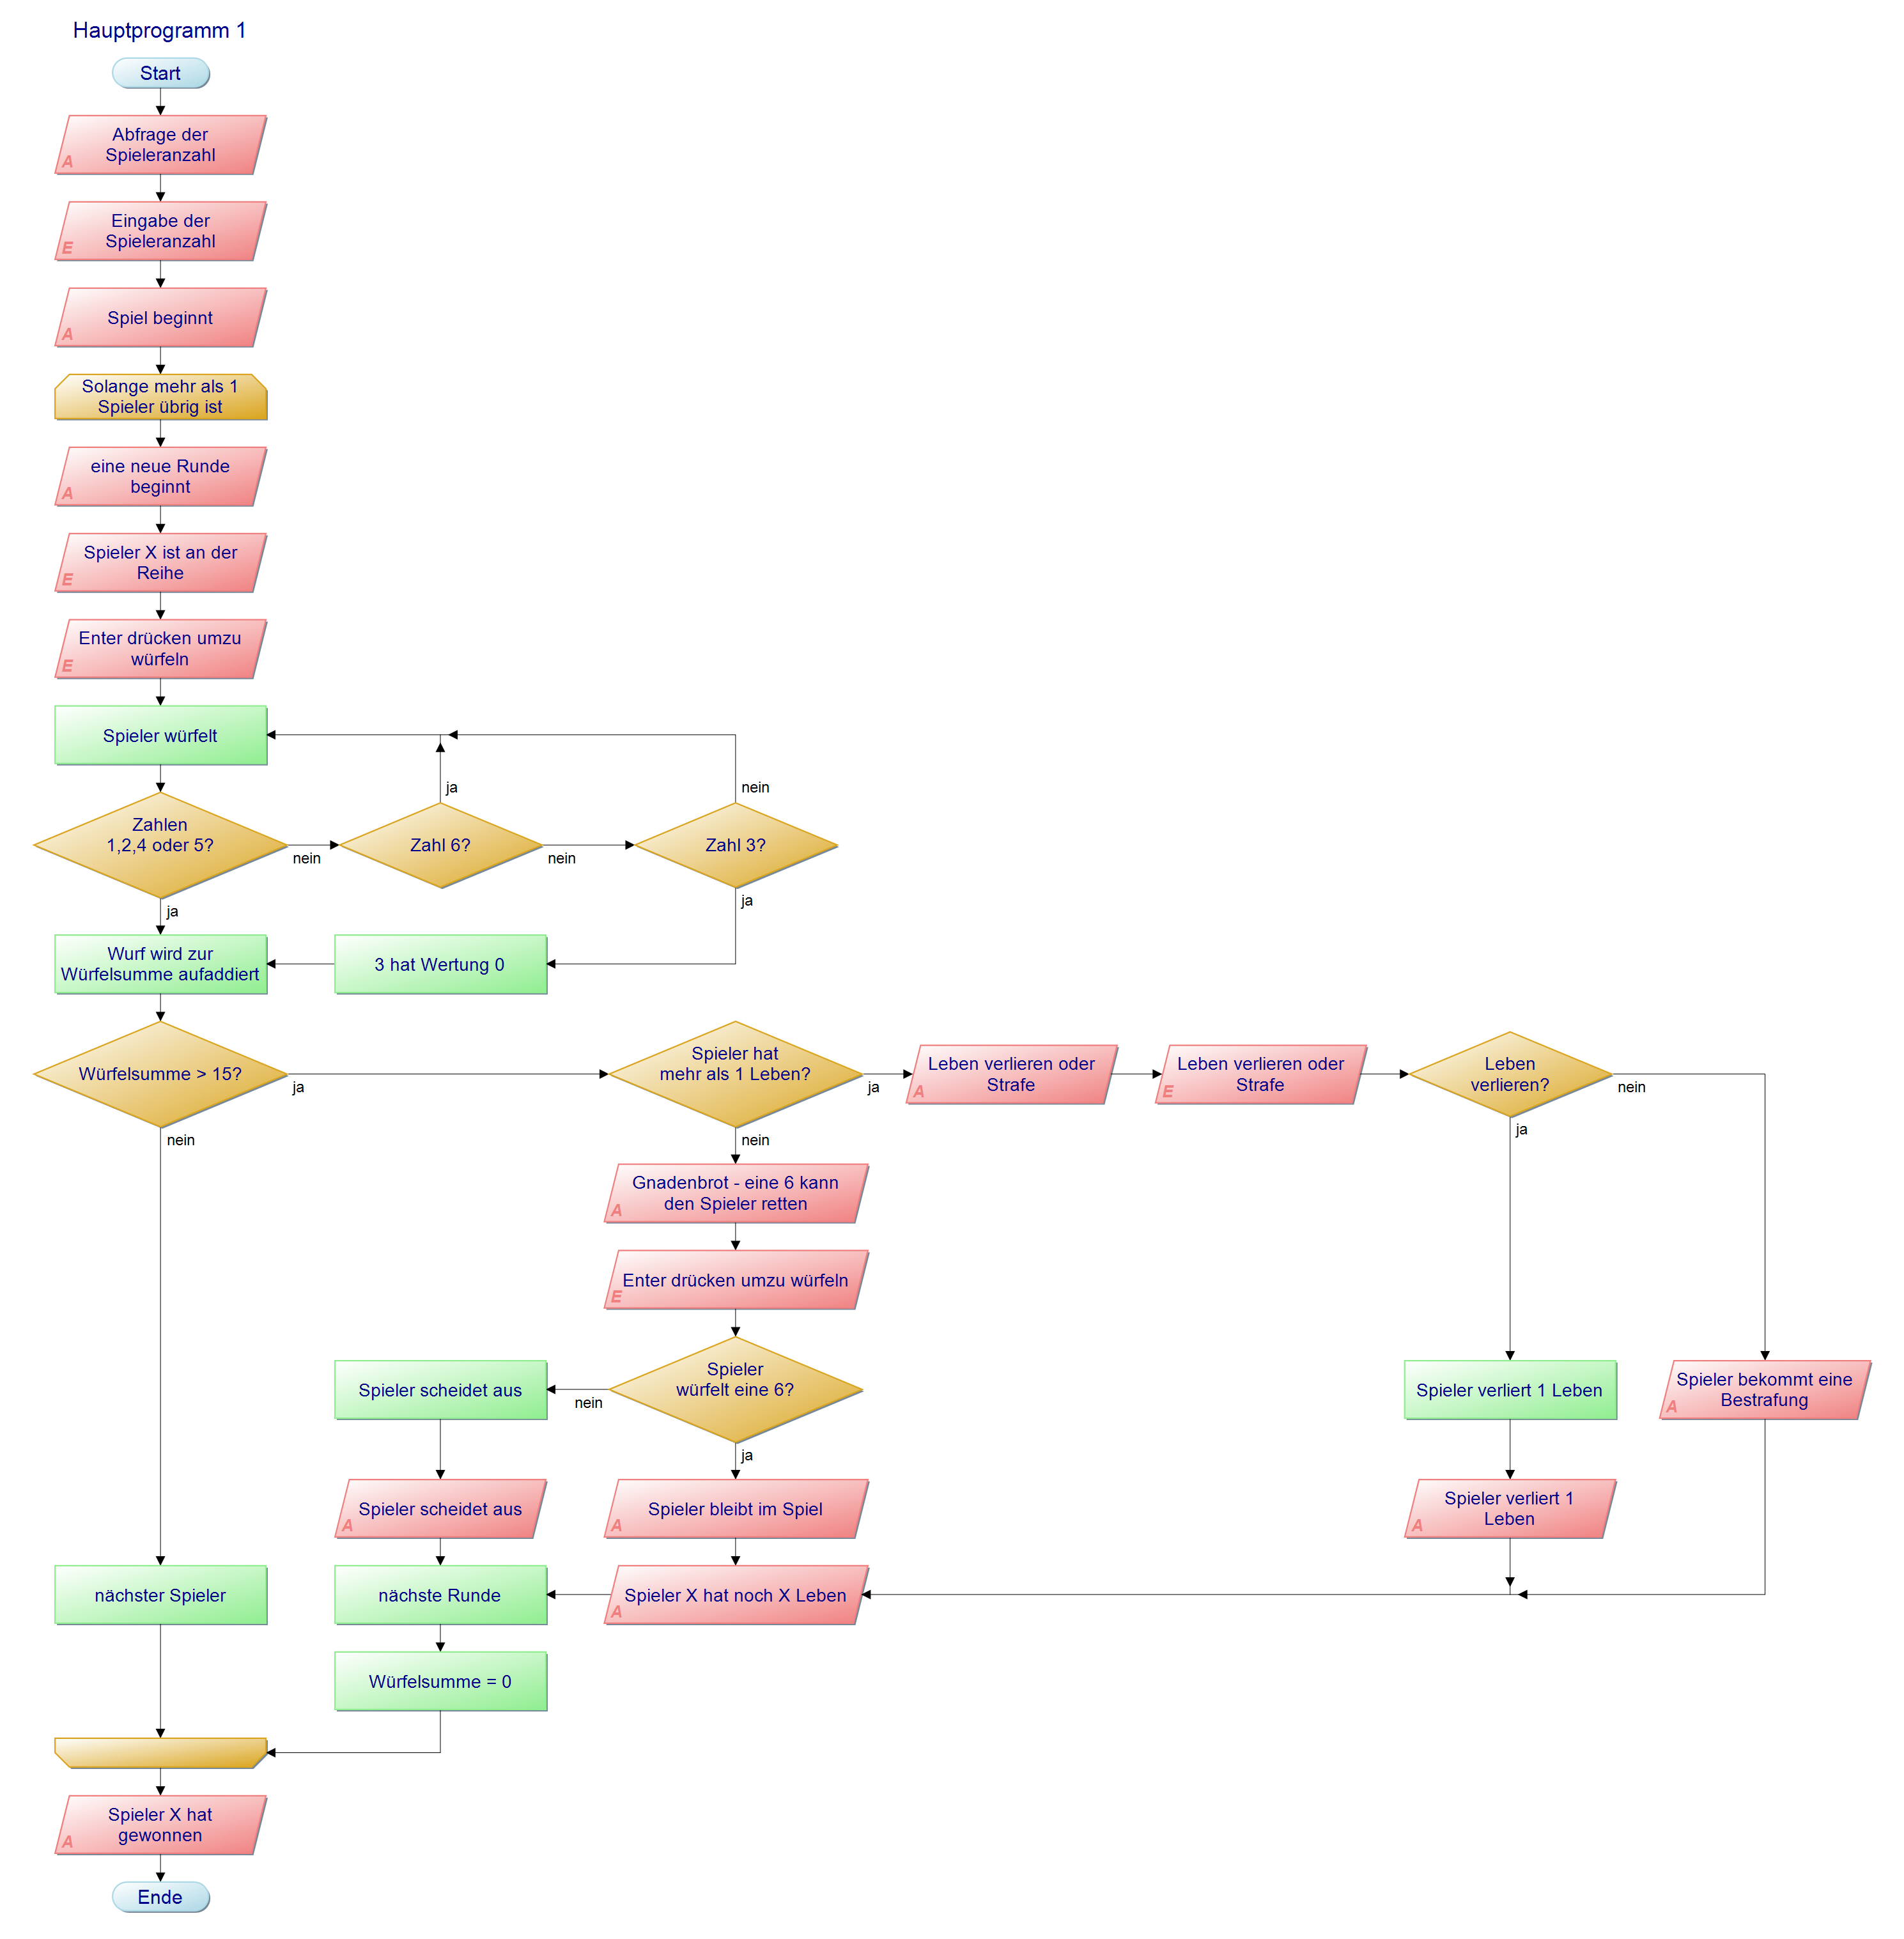 Hauptprogramm 1
Start
Abfrage der
Spieleranzahl
A
Eingabe der
Spieleranzahl
E
Spiel beginnt
A
Solange mehr als 1
Spieler übrig ist
eine neue Runde
beginnt
A
Spieler X ist an der
Reihe
E
Enter drücken umzu
würfeln
E
Spieler würfelt
Zahlen
1,2,4 oder 5?
nein
ja
Zahl 6?
ja
nein
Zahl 3?
nein
ja
Wurf wird zur
Würfelsumme aufaddiert
3 hat Wertung 0
Würfelsumme > 15?
ja
nein
Spieler hat
mehr als 1 Leben?
ja
nein
Leben verlieren oder
Strafe
A
Leben verlieren oder
Strafe
E
Leben
verlieren?
nein
ja
Gnadenbrot - eine 6 kann
den Spieler retten
A
Enter drücken umzu würfeln
E
Spieler
würfelt eine 6?
nein
ja
Spieler scheidet aus
Spieler verliert 1 Leben
Spieler bekommt eine
Bestrafung
A
Spieler scheidet aus
A
Spieler bleibt im Spiel
A
Spieler verliert 1
Leben
A
nächster Spieler
nächste Runde
Spieler X hat noch X Leben
A
Würfelsumme = 0
Spieler X hat
gewonnen
A
Ende